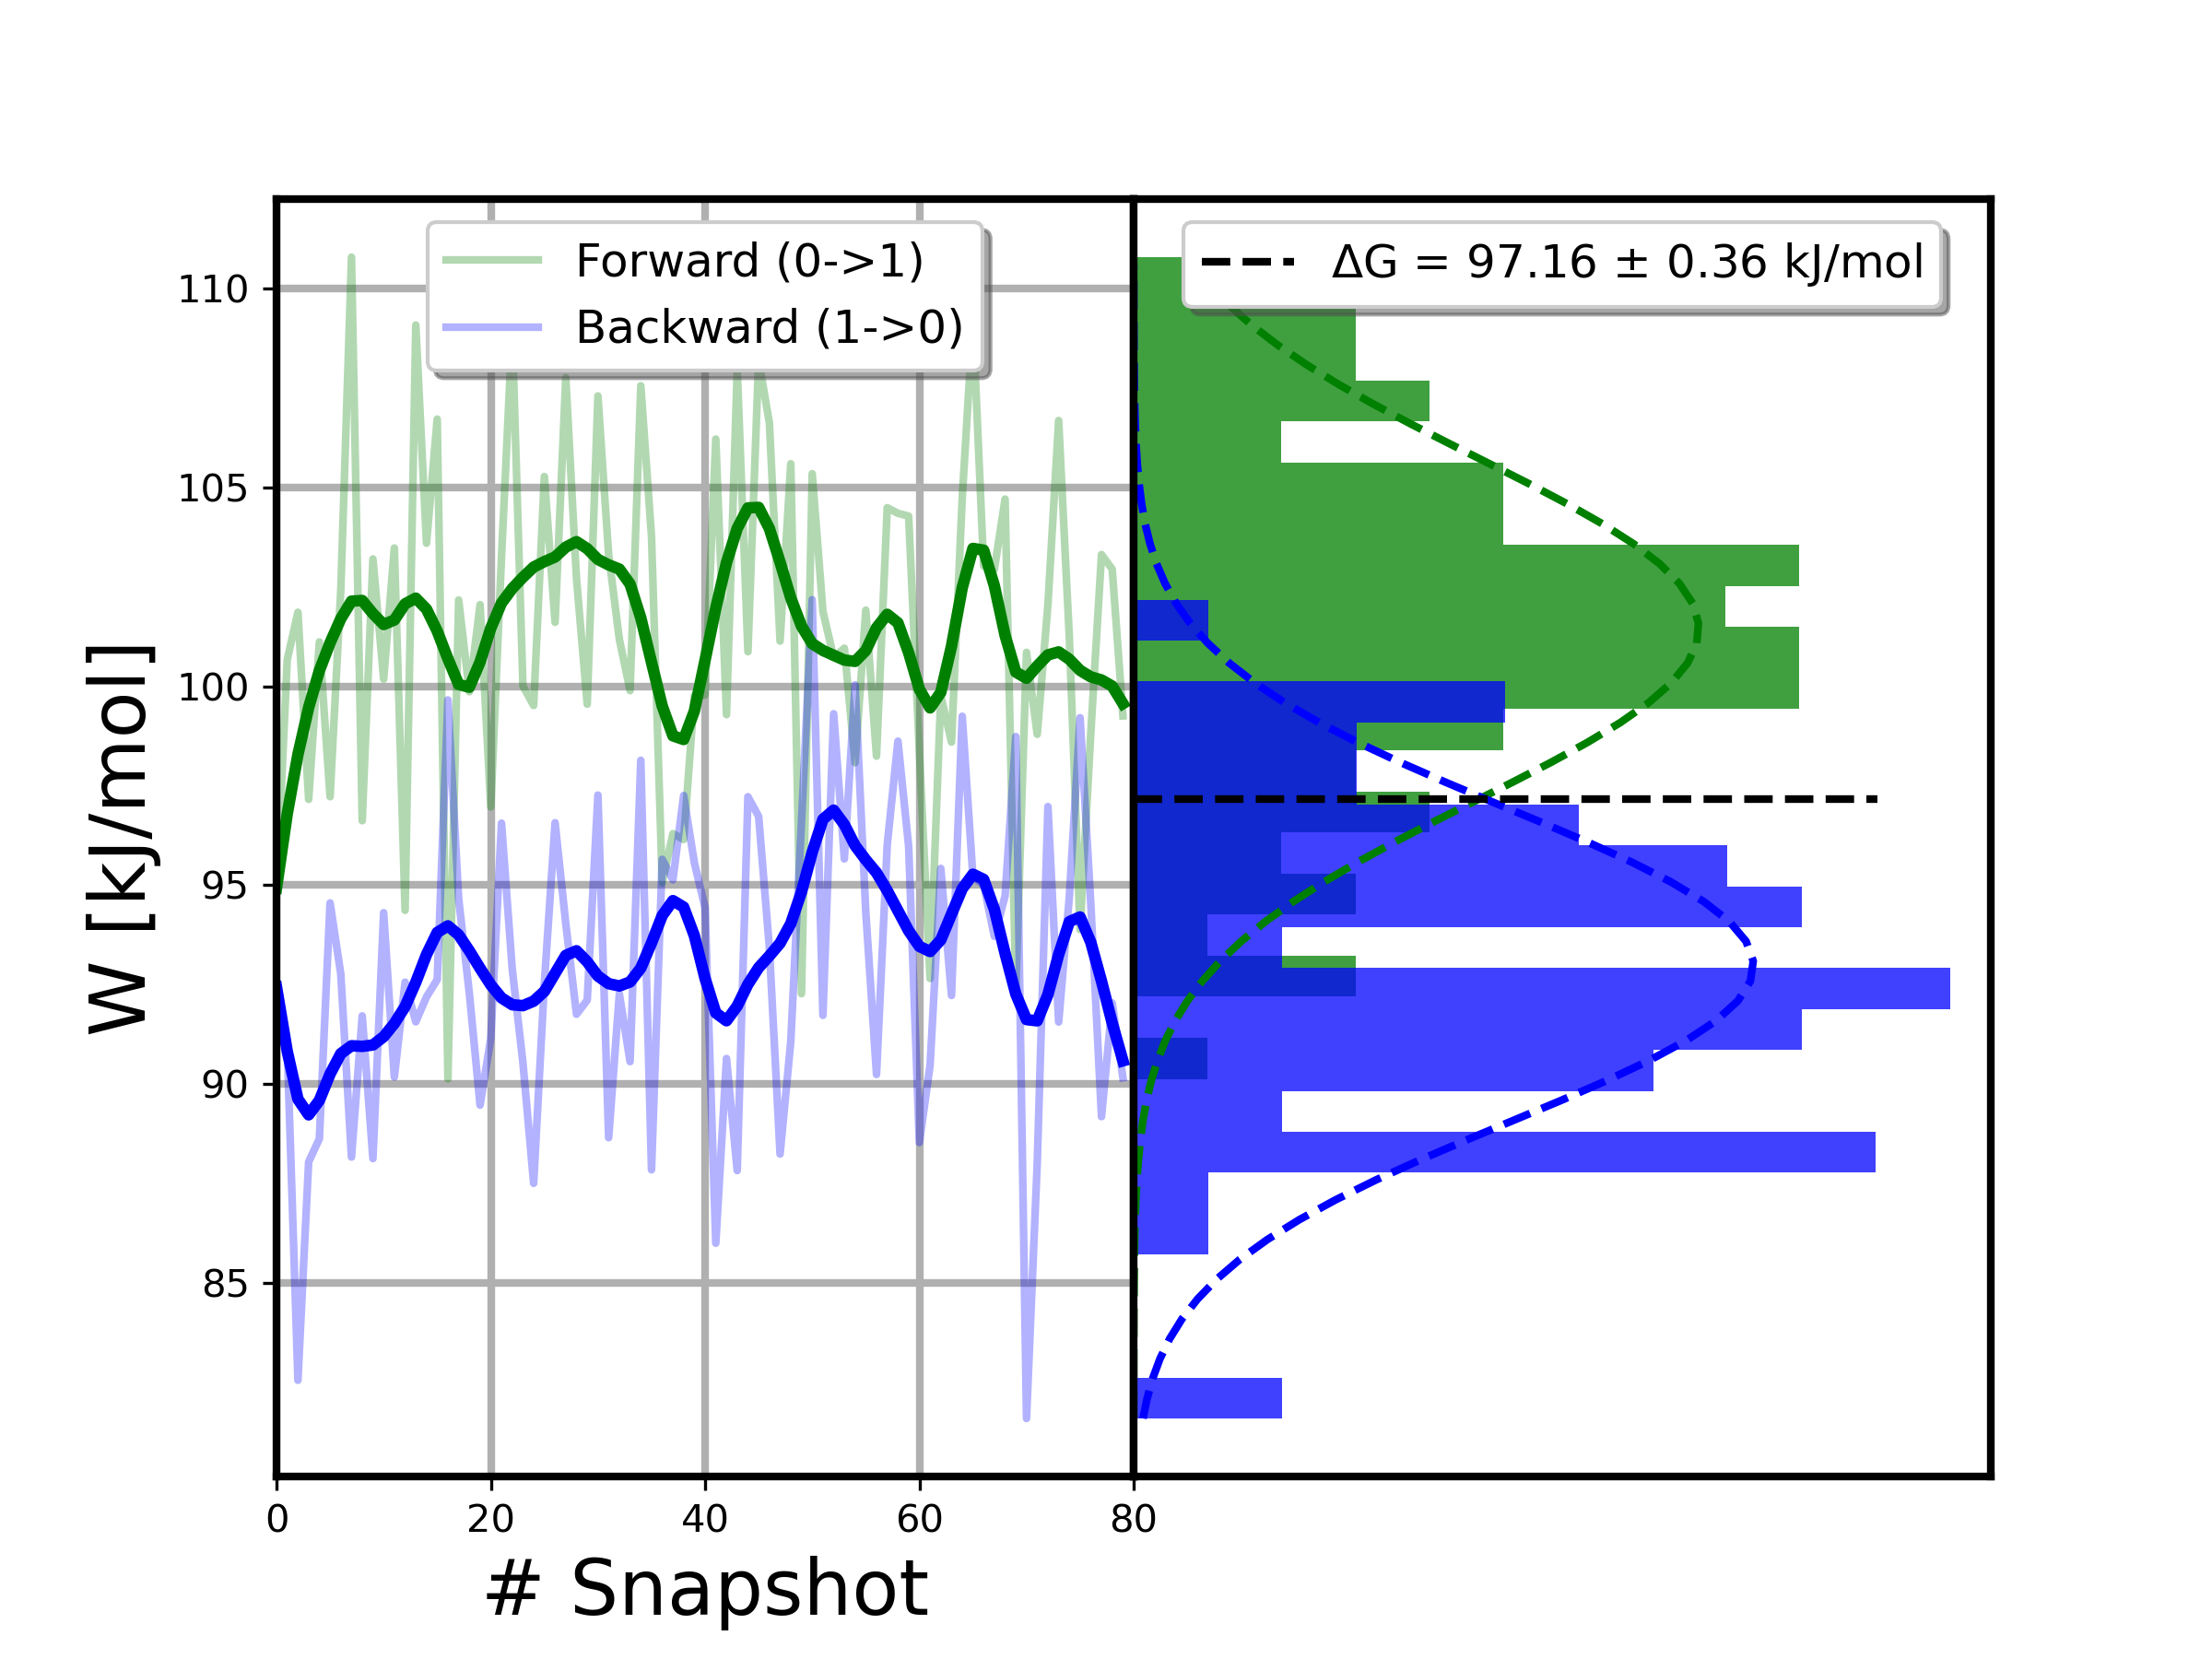 Forward (0->1)
Backward (1->0)
ΔG = 97.16 ± 0.36 kJ/mol
W [kJ/mol]
110
105
100
95
90
85
0 20 40 60 80
# Snapshot